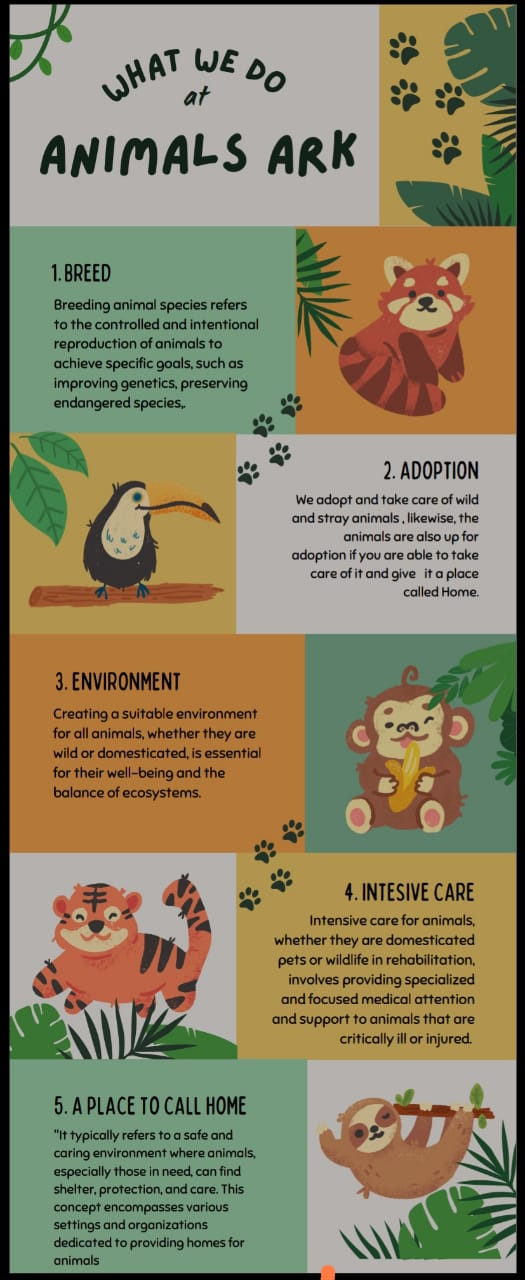 WHAT WE DO
at
ANIMALS ARK
1. BREED
Breeding animal species refers
to the controlled and intentional
reproduction of animals to
achieve specific goals, such as
improving genetics, preserving
endangered species,.
2. ADOPTION
We adopt and take care of wild
and stray animals , likewise, the
animals are also up for
adoption if you are able to take
care of it and give it a place
called Home.
3. ENVIRONMENT
Creating a suitable environment
for all animals, whether they are
wild or domesticated, is essential
for their well-being and the
balance of ecosystems.
4. INTESIVE CARE
Intensive care for animals,
whether they are domesticated
pets or wildlife in rehabilitation,
involves providing specialized
and focused medical attention
and support to animals that are
critically ill or injured.
5. A PLACE TO CALL HOME
"It typically refers to a safe and
caring environment where animals,
especially those in need, can find
shelter, protection, and care. This
concept encompasses various
settings and organizations
dedicated to providing homes for
animals